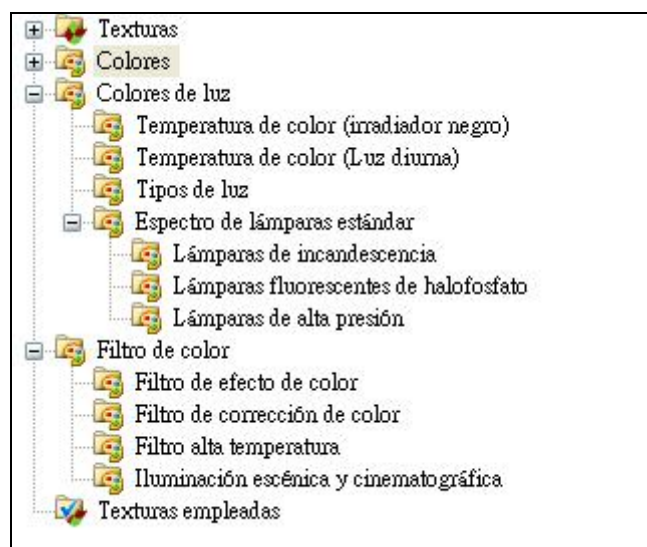 Texturas
Colores
Colores de luz
Temperatura de color (irradiador negro)
Temperatura de color (Luz diurna)
Tipos de luz
Espectro de lámparas estándar
Lámparas de incandescencia
Lámparas fluorescentes de halofosfato
Lámparas de alta presión
Filtro de color
Filtro de efecto de color
Filtro de corrección de color
Filtro alta temperatura
Iluminación escénica y cinematográfica
Texturas empleadas